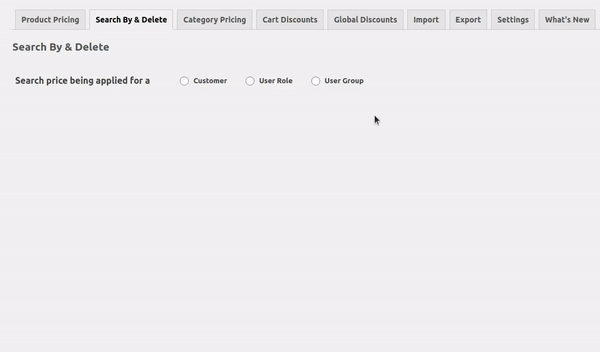 Product Pricing Search By & Delete Category Pricing Cart Discounts Global Discounts Import Export Settings What's New
Search By & Delete
Search price being applied for a Customer User Role User Group